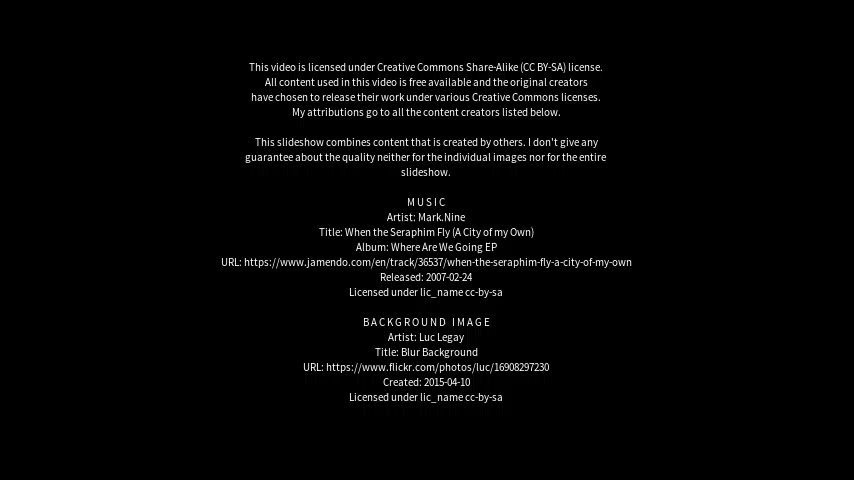 This video is licensed under Creative Commons Share-Alike (CC BY-SA) license.
All content used in this video is free available and the original creators
have chosen to release their work under various Creative Commons licenses.
My attributions go to all the content creators listed below.
This slideshow combines content that is created by others. I don't give any
guarantee about the quality neither for the individual images nor for the entire
slideshow.
MUSIC
Artist: Mark.Nine
Title: When the Seraphim Fly (A City of my Own)
Album: Where Are We Going EP
URL: https://www.jamendo.com/en/track/36537/when-the-seraphim-fly-a-city-of-my-own
Released: 2007-02-24
Licensed under lic_name cc-by-sa
BACKGROUND IMAGE
Artist: Luc Legay
Title: Blur Background
URL: https://www.flickr.com/photos/luc/16908297230
Created: 2015-04-10
Licensed under lic_name cc-by-sa